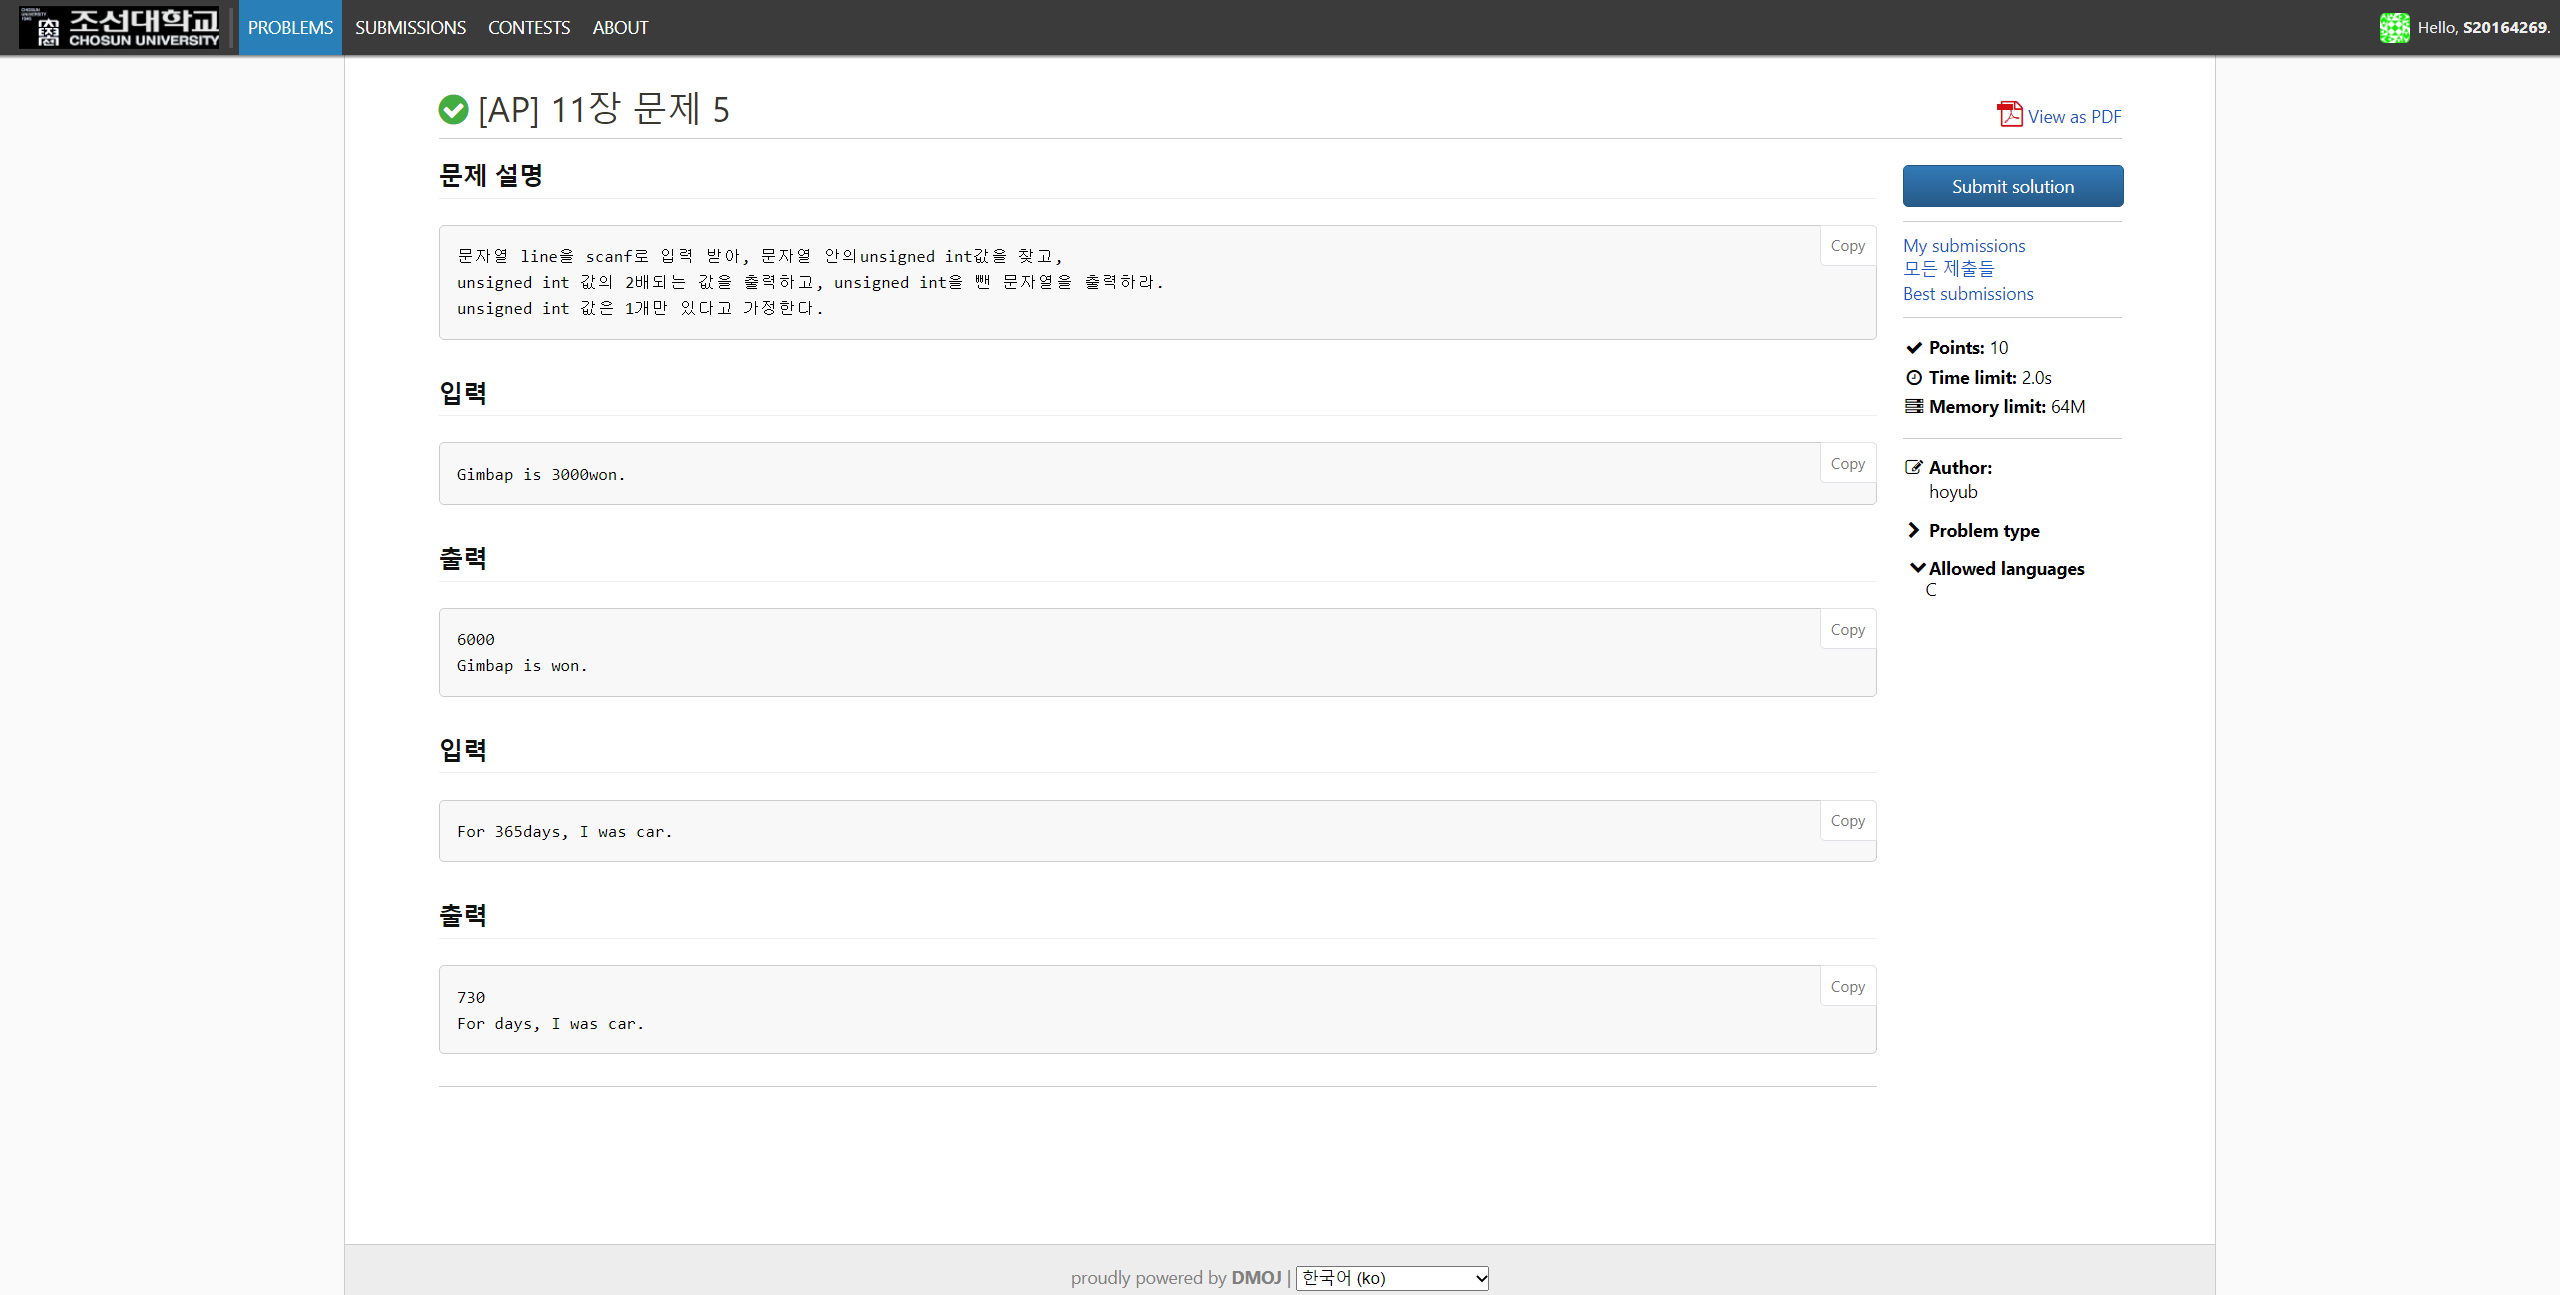 조선대학교
CHOSUN UNIVERSITY
PROBLEMS SUBMISSIONS CONTESTS ABOUT
Hello, S20164269.
[AP] 11장 문제 5
View as PDF
문제 설명
Copy
문자열 line을 scanf로 입력 받아, 문자열 안의unsigned int값을 찾고,
unsigned int 값의 2배되는 값을 출력하고, unsigned int을 뺀 문자열을 출력하라.
unsigned int 값은 1개만 있다고 가정한다.
입력
Copy
Gimbap is 3000won.
출력
Copy
6000
Gimbap is won.
입력
Copy
For 365days, I was car.
출력
Copy
730
For days, I was car.
Submit solution
My submissions
모든 제출들
Best submissions
Points: 10
Time limit: 2.0s
Memory limit: 64M
Author:
hoyub
Problem type
Allowed languages
C
proudly powered by DMOJ | 한국어 (ko)